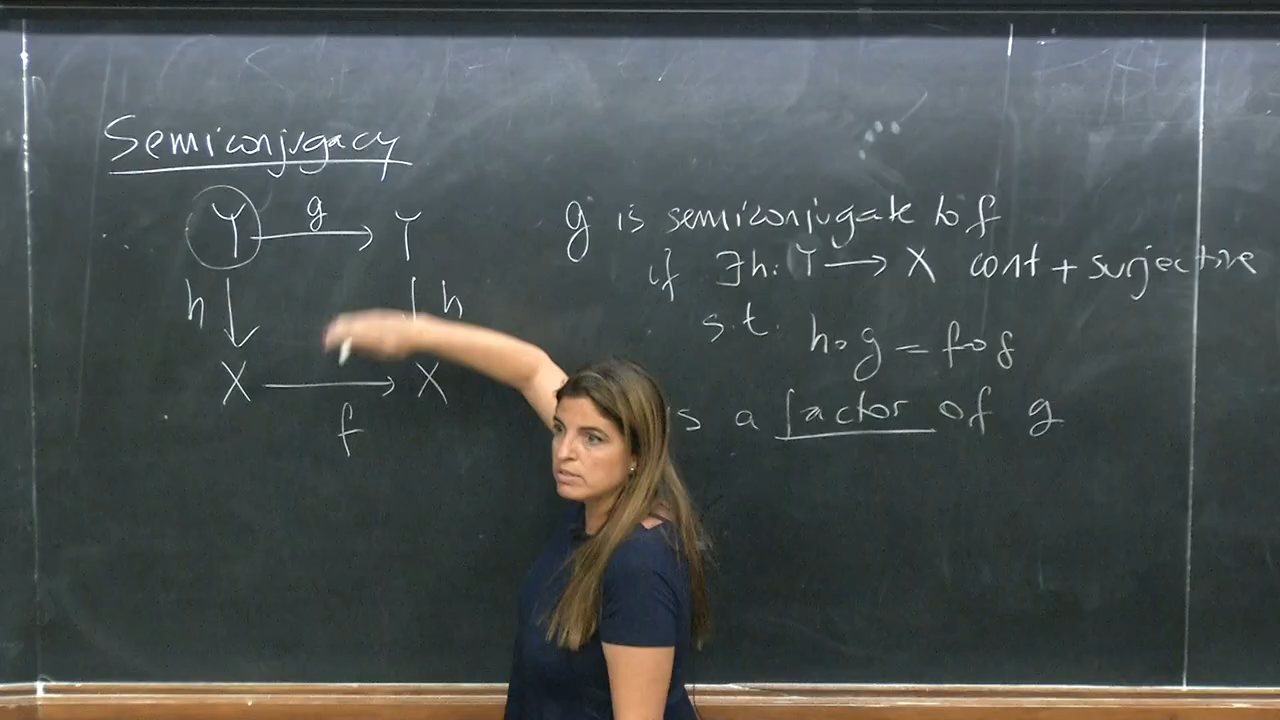 Semiconjugacy
Y g → Y
h ↓ h
X → X
f
g is semiconjugate to f
if ∃h: Y → X cont + surjective
s.t. h∘g = f∘g
is a factor of g